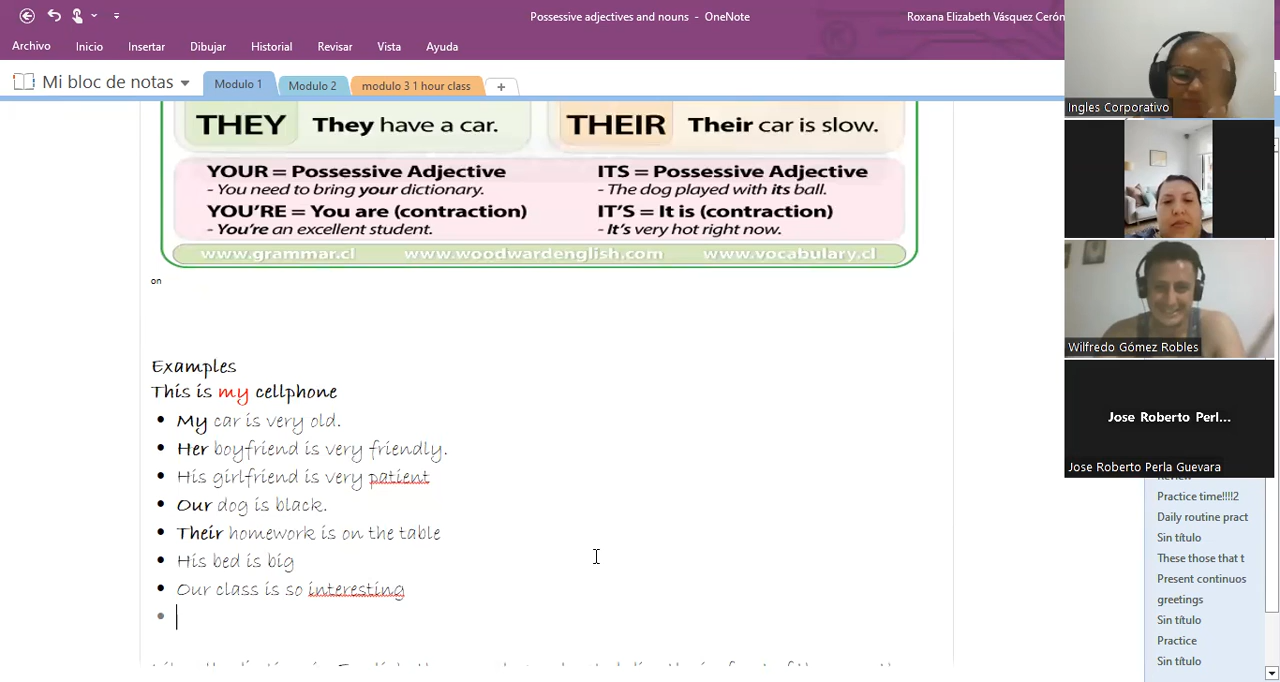 Possessive adjectives and nouns - OneNote
Roxana Elizabeth Vásquez Cerón
Archivo
Inicio
Insertar
Dibujar
Historial
Revisar
Vista
Ayuda
Mi bloc de notas
Modulo 1
Modulo 2
modulo 3 1 hour class
THEY
They have a car.
THEIR
Their car is slow.
YOUR = Possessive Adjective
- You need to bring your dictionary.
YOU'RE = You are (contraction)
- You're an excellent student.
ITS = Possessive Adjective
- The dog played with its ball.
IT'S = It is (contraction)
- It's very hot right now.
www.grammar.cl
www.woodwardenglish.com
www.vocabulary.cl
on
Examples
This is my cellphone
• My car is very old.
• Her boyfriend is very friendly.
• His girlfriend is very patient
• Our dog is black.
• Their homework is on the table
• His bed is big
• Our class is so interesting
Ingles Corporativo
Wilfredo Gómez Robles
Jose Roberto Perl...
Jose Roberto Perla Guevara
Review
Practice time!!!!2
Daily routine pract
Sin título
These those that t
Present continuos
greetings
Sin título
Practice
Sin título